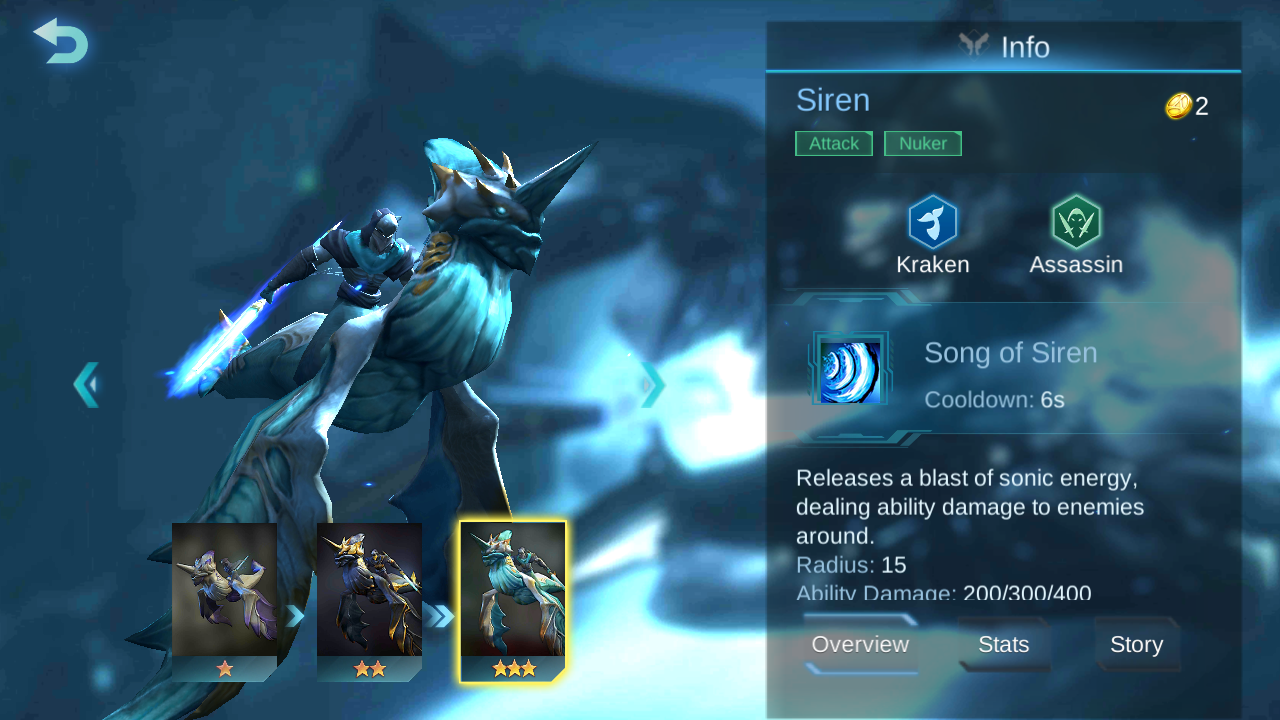 Info
Siren
2
Attack
Nuker
Kraken
Assassin
Song of Siren
Cooldown: 6s
Releases a blast of sonic energy,
dealing ability damage to enemies
around.
Radius: 15
Ability Damage: 200/300/400
Overview
Stats
Story